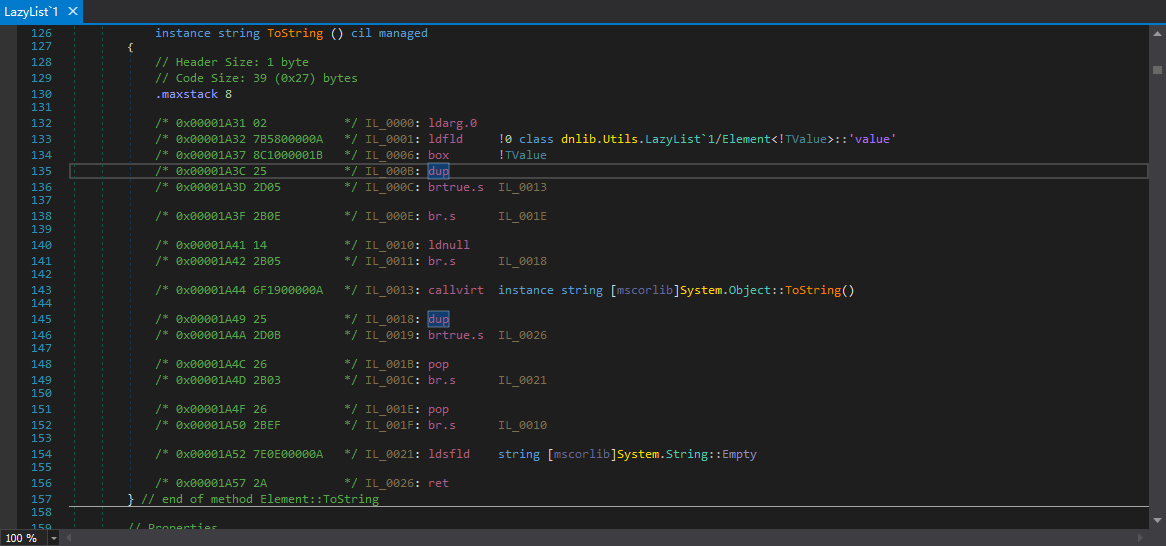 LazyList`1 ✕
126 instance string ToString () cil managed
127 {
128 // Header Size: 1 byte
129 // Code Size: 39 (0x27) bytes
130 .maxstack 8
131
132 /* 0x00001A31 02 */ IL_0000: ldarg.0
133 /* 0x00001A32 7B5800000A */ IL_0001: ldfld !0 class dnlib.Utils.LazyList`1/Element<!TValue>::'value'
134 /* 0x00001A37 8C1000001B */ IL_0006: box !TValue
135 /* 0x00001A3C 25 */ IL_000B: dup
136 /* 0x00001A3D 2D05 */ IL_000C: brtrue.s IL_0013
137
138 /* 0x00001A3F 2B0E */ IL_000E: br.s IL_001E
139
140 /* 0x00001A41 14 */ IL_0010: ldnull
141 /* 0x00001A42 2B05 */ IL_0011: br.s IL_0018
142
143 /* 0x00001A44 6F1900000A */ IL_0013: callvirt instance string [mscorlib]System.Object::ToString()
144
145 /* 0x00001A49 25 */ IL_0018: dup
146 /* 0x00001A4A 2D0B */ IL_0019: brtrue.s IL_0026
147
148 /* 0x00001A4C 26 */ IL_001B: pop
149 /* 0x00001A4D 2B03 */ IL_001C: br.s IL_0021
150
151 /* 0x00001A4F 26 */ IL_001E: pop
152 /* 0x00001A50 2BEF */ IL_001F: br.s IL_0010
153
154 /* 0x00001A52 7E0E00000A */ IL_0021: ldsfld string [mscorlib]System.String::Empty
155
156 /* 0x00001A57 2A */ IL_0026: ret
157 } // end of method Element::ToString
158
159 // Properties
100 %